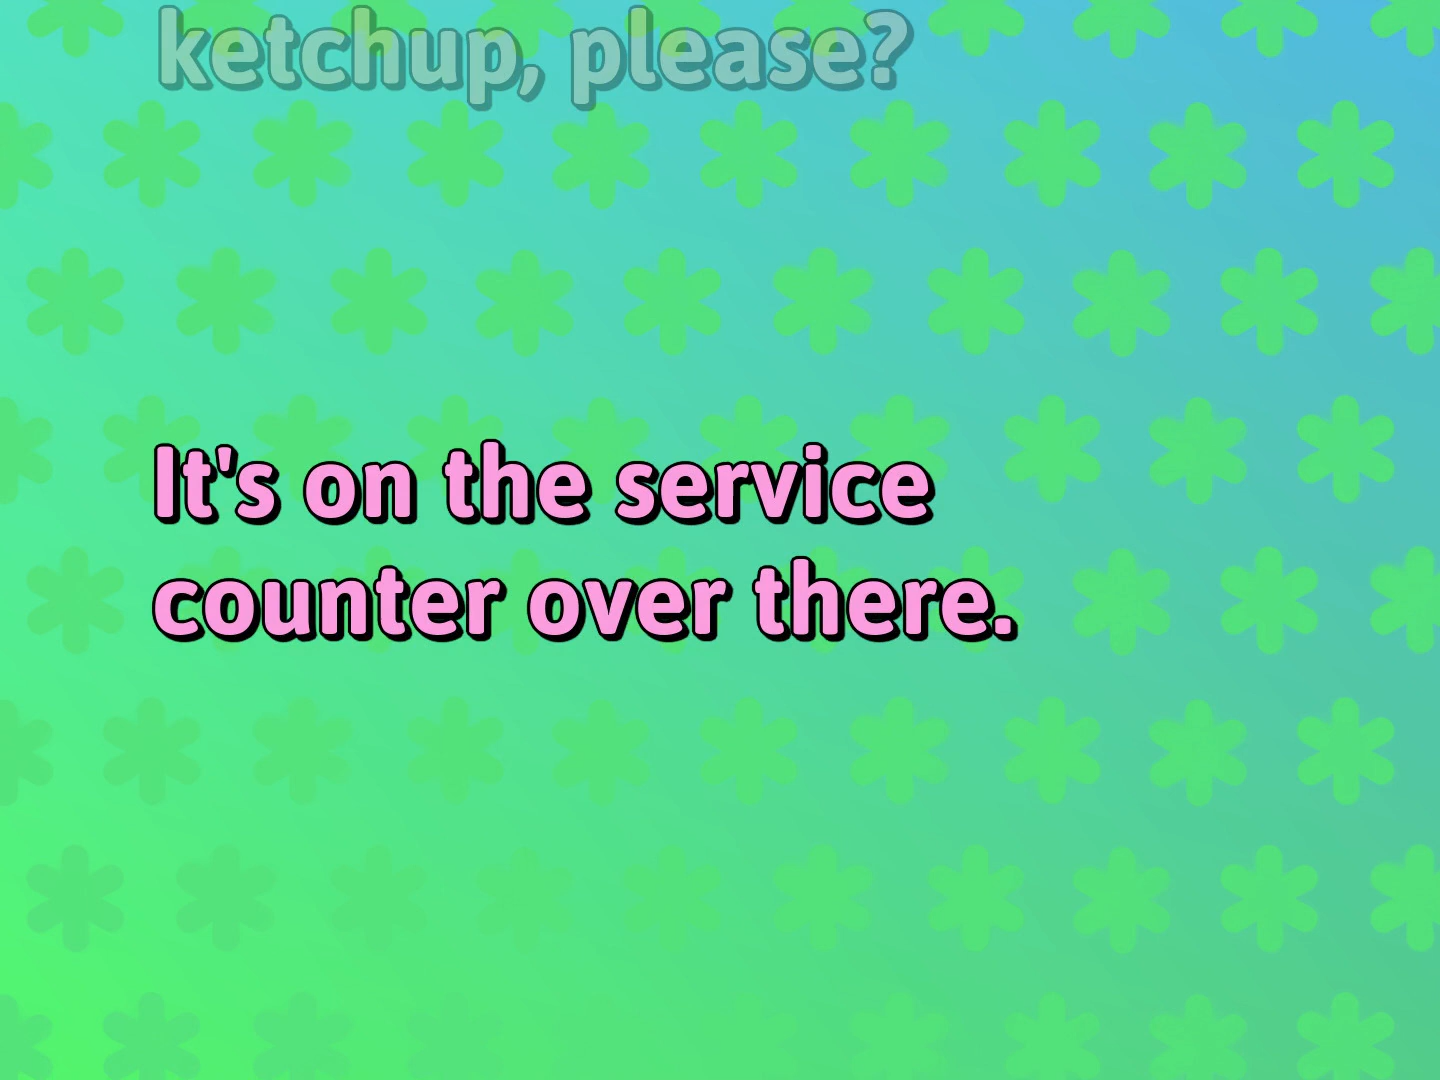 ketchup, please?
It's on the service
counter over there.